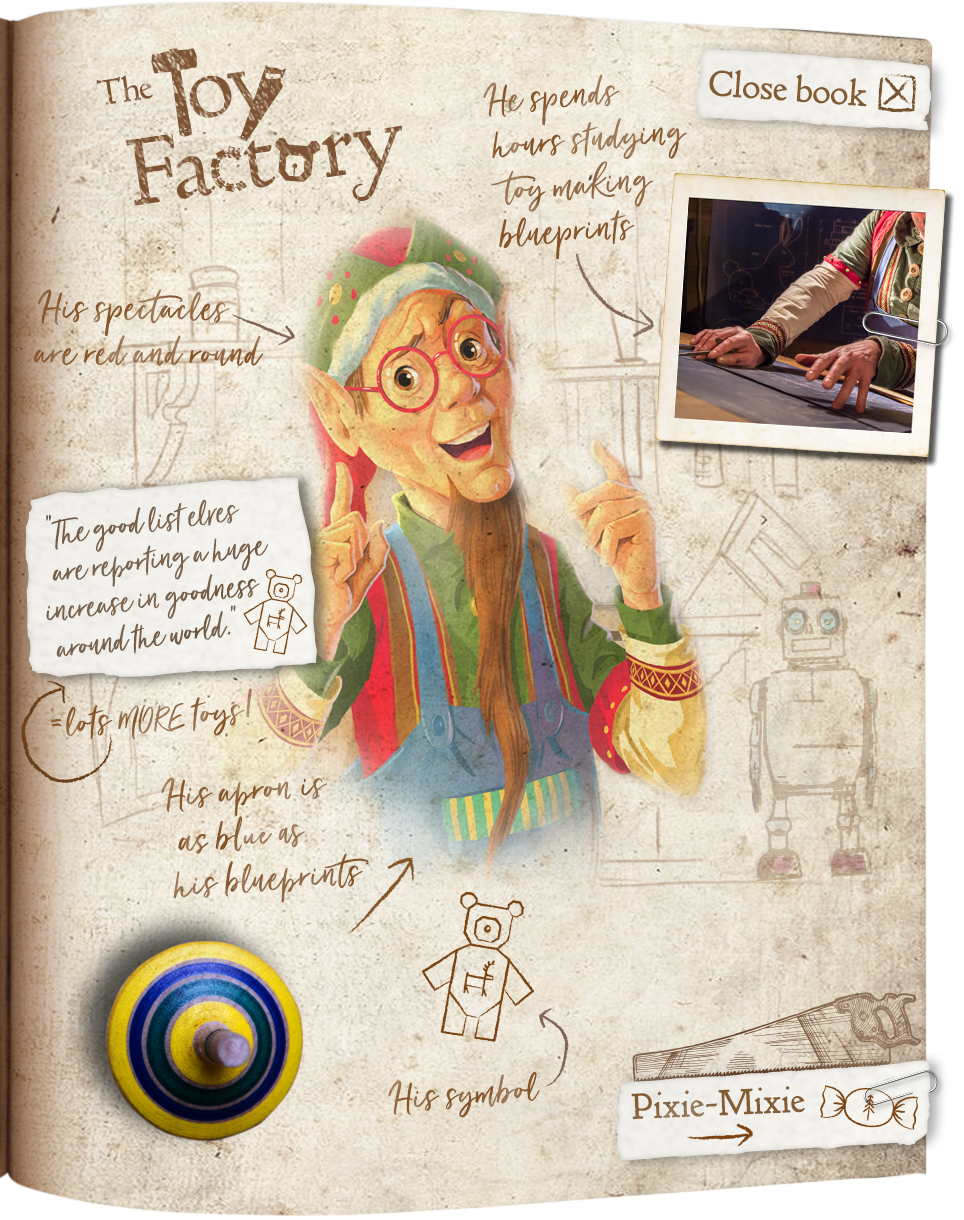 The Toy
Factory
Close book
He spends
hours studying
toy making
blueprints
His spectacles
are red and round
"The good list elves
are reporting a huge
increase in goodness
around the world."
=lots MORE toys!
His apron is
as blue as
his blueprints
His symbol
Pixie-Mixie